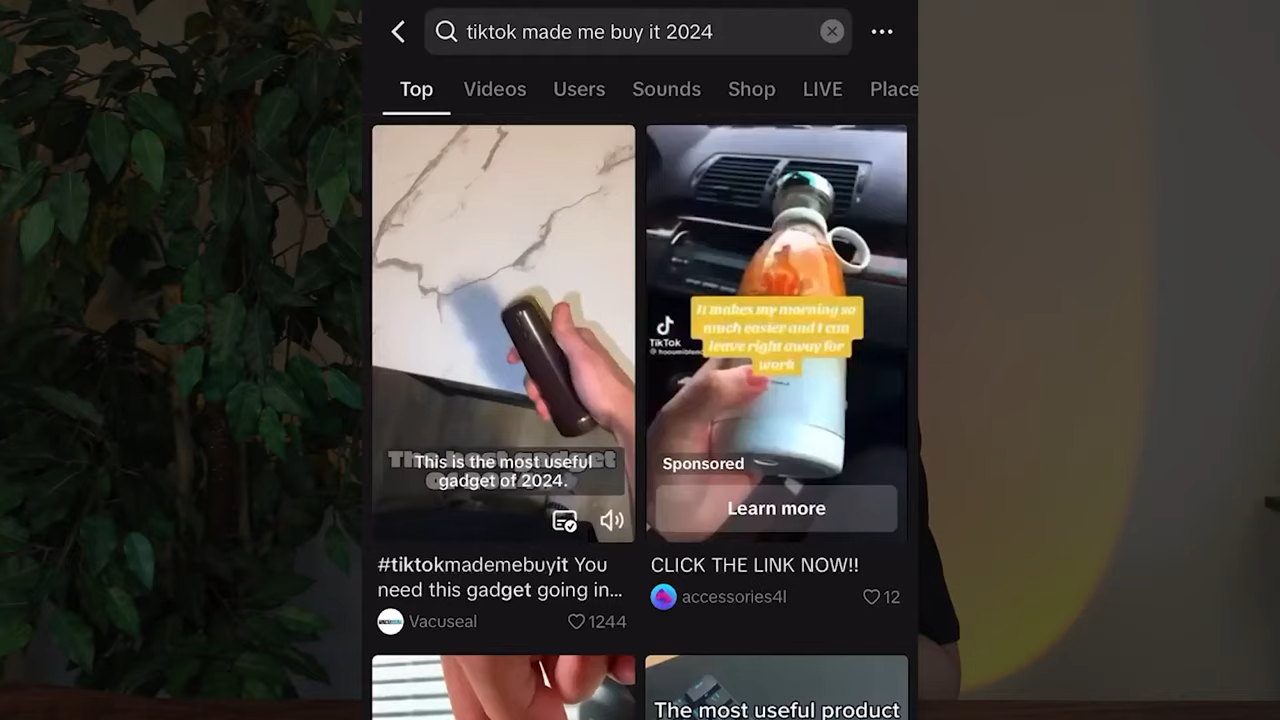 tiktok made me buy it 2024
Top Videos Users Sounds Shop LIVE Place
This is the most useful
gadget of 2024.
#tiktokmademebuyit You
need this gadget going in...
Vacuseal 1244
It makes my morning so
much easier and I can
leave right away for
work
TikTok
Sponsored
Learn more
CLICK THE LINK NOW!!
accessories4l 12
The most useful product